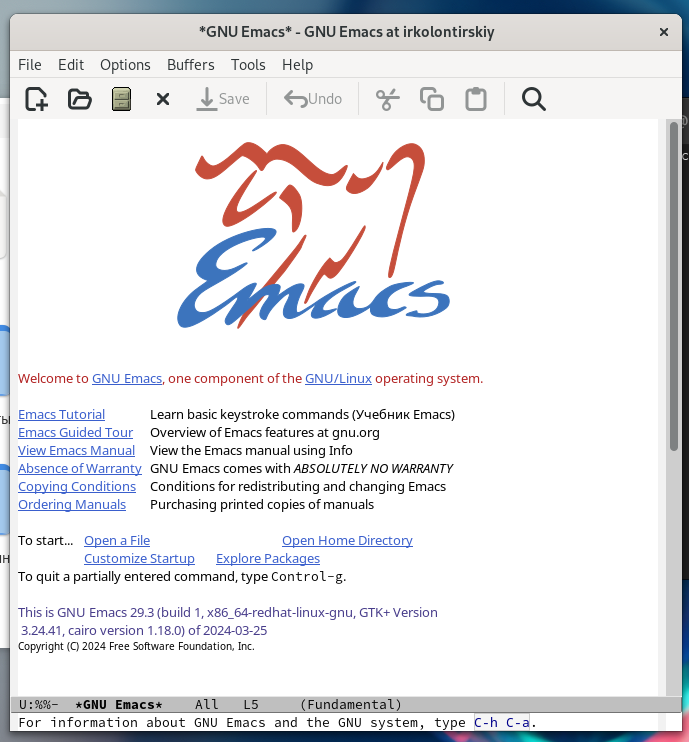 *GNU Emacs* - GNU Emacs at irkolontirskiy
File Edit Options Buffers Tools Help
Save Undo
Emacs
Welcome to GNU Emacs, one component of the GNU/Linux operating system.
Emacs Tutorial Learn basic keystroke commands (Учебник Emacs)
Emacs Guided Tour Overview of Emacs features at gnu.org
View Emacs Manual View the Emacs manual using Info
Absence of Warranty GNU Emacs comes with ABSOLUTELY NO WARRANTY
Copying Conditions Conditions for redistributing and changing Emacs
Ordering Manuals Purchasing printed copies of manuals
To start... Open a File Open Home Directory
Customize Startup Explore Packages
To quit a partially entered command, type Control-g.
This is GNU Emacs 29.3 (build 1, x86_64-redhat-linux-gnu, GTK+ Version
3.24.41, cairo version 1.18.0) of 2024-03-25
Copyright (C) 2024 Free Software Foundation, Inc.
U:%%- *GNU Emacs* All L5 (Fundamental)
For information about GNU Emacs and the GNU system, type C-h C-a.